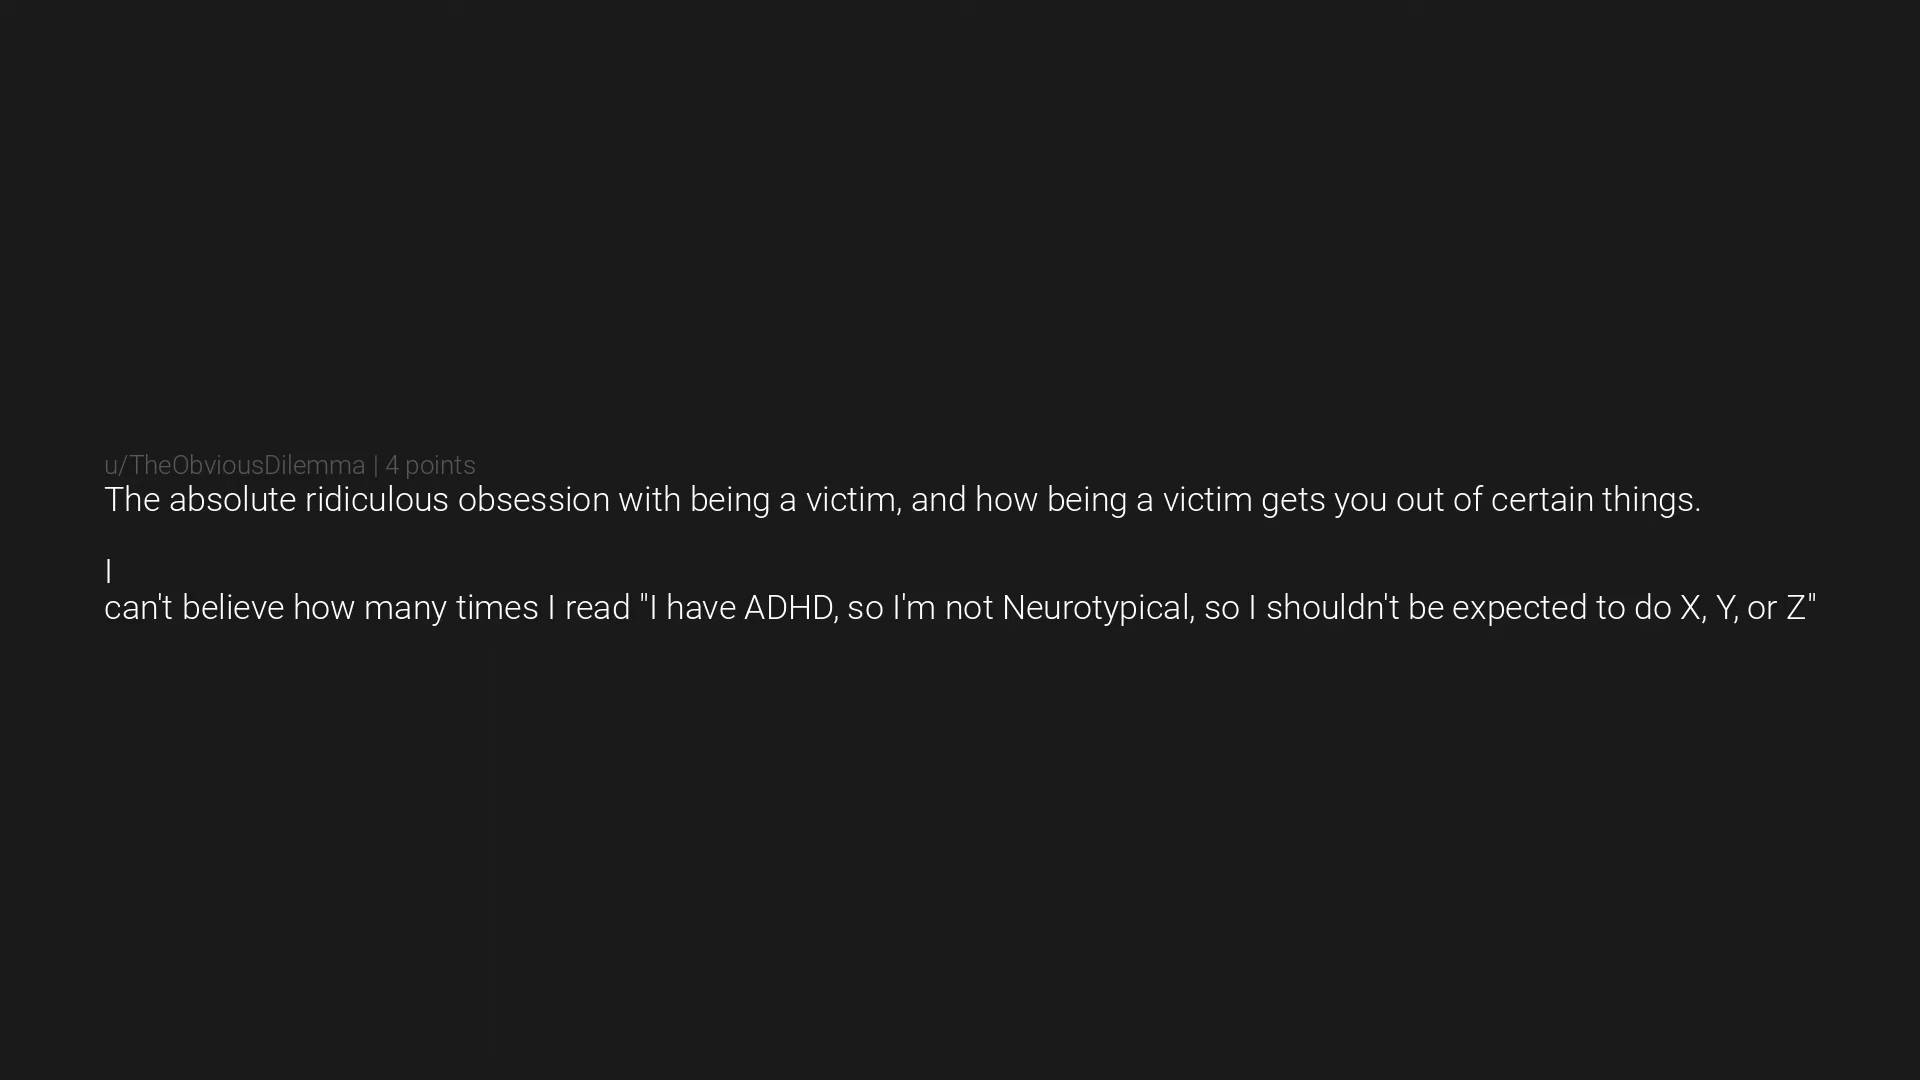 u/TheObviousDilemma | 4 points
The absolute ridiculous obsession with being a victim, and how being a victim gets you out of certain things.
I
can't believe how many times I read "I have ADHD, so I'm not Neurotypical, so I shouldn't be expected to do X, Y, or Z"